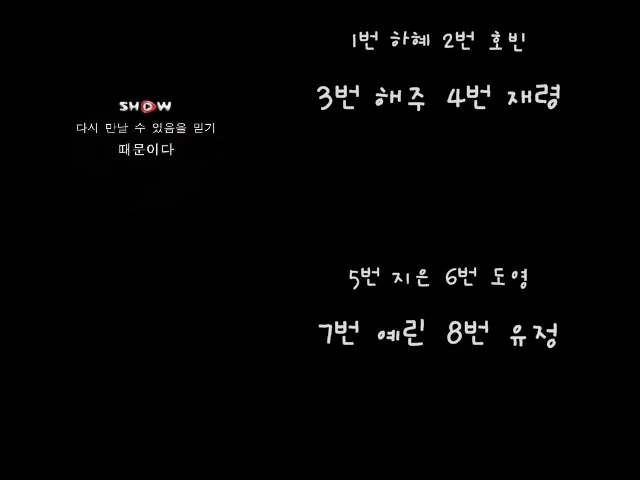 1번 하혜 2번 호빈
3번 해주 4번 재령
SHOW
다시 만날 수 있음을 믿기
때문이다
5번 지은 6번 도영
7번 예린 8번 유정